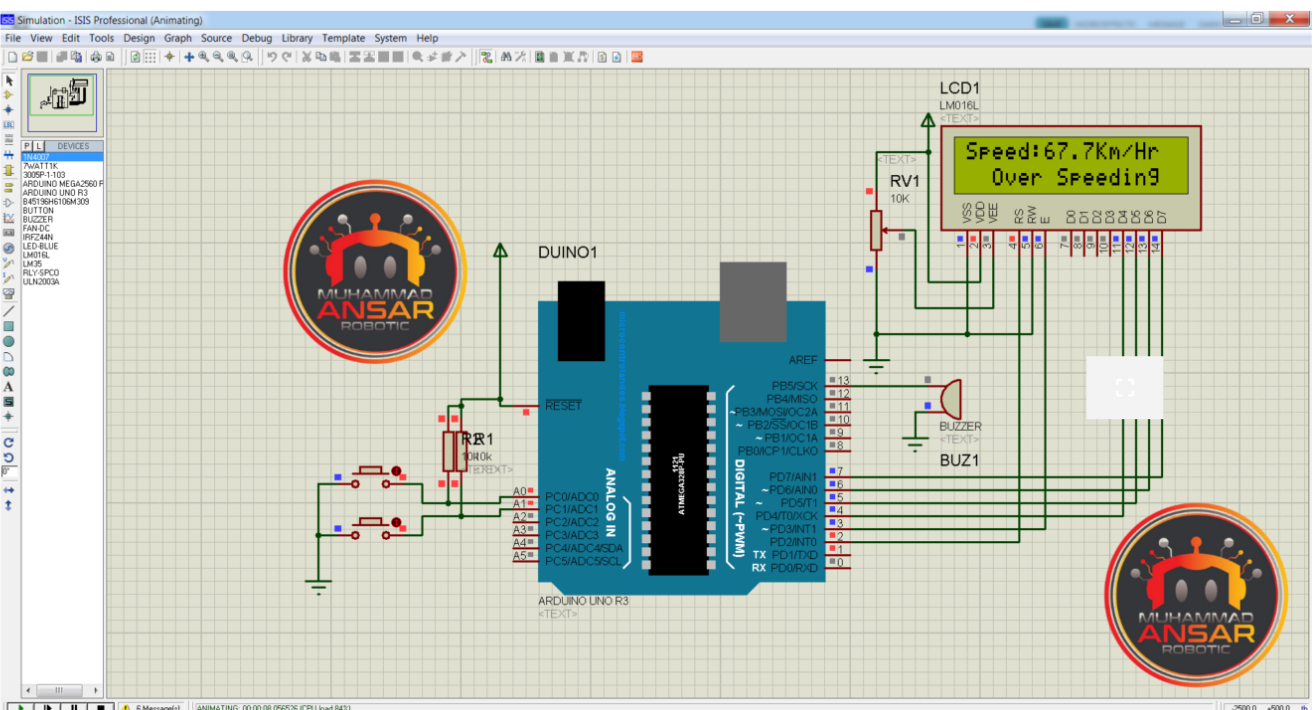 Simulation - ISIS Professional (Animating)
File View Edit Tools Design Graph Source Debug Library Template System Help
P L DEVICES
1N4007
7WATT1K
3005P-1-103
ARDUINO MEGA2560 F
ARDUINO UNO R3
B45196H6106M309
BUTTON
BUZZER
FAN-DC
IRFZ44N
LED-BLUE
LM016L
LM35
RLY-SPCO
ULN2003A
LCD1
LM016L
<TEXT>
Speed:67.7Km/Hr
Over Speeding
VSS VDD VEE RS RW E D0 D1 D2 D3 D4 D5 D6 D7
1 2 3 4 5 6 7 8 9 10 11 12 13 14
<TEXT>
RV1
10K
MUHAMMAD
ANSAR
ROBOTIC
DUINO1
RESET
AREF
PB5/SCK 13
PB4/MISO 12
~PB3/MOSI/OC2A 11
~ PB2/SS/OC1B 10
~ PB1/OC1A 9
PB0/ICP1/CLKO 8
PD7/AIN1 7
~PD6/AIN0 6
~ PD5/T1 5
PD4/T0/XCK 4
~PD3/INT1 3
PD2/INT0 2
TX PD1/TXD 1
RX PD0/RXD 0
DIGITAL (~PWM)
ANALOG IN
1121
ATMEGA328P-PU
A0 PC0/ADC0
A1 PC1/ADC1
A2 PC2/ADC2
A3 PC3/ADC3
A4 PC4/ADC4/SDA
A5 PC5/ADC5/SCL
ARDUINO UNO R3
<TEXT>
BUZZER
<TEXT>
BUZ1
MUHAMMAD
ANSAR
ROBOTIC
6 Message(s)
ANIMATING: 00:00:08.056526 (CPU load 84%)
-2500.0 +500.0 th